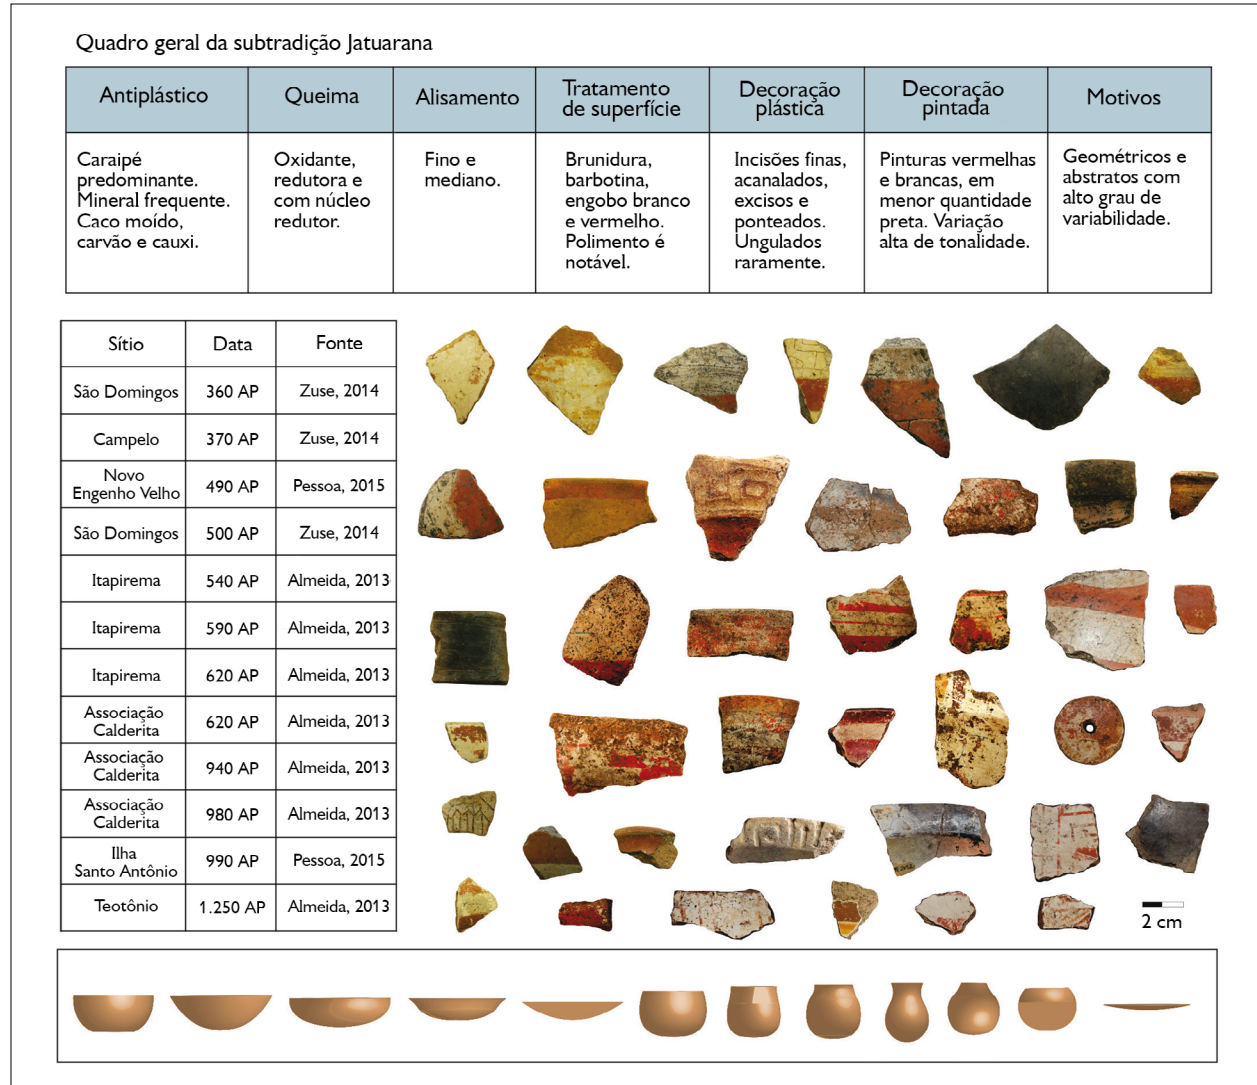 Quadro geral da subtradição Jatuarana
Antiplástico
Queima
Alisamento
Tratamento
de superfície
Decoração
plástica
Decoração
pintada
Motivos
Caraipé
predominante.
Mineral frequente.
Caco moído,
carvão e cauxi.
Oxidante,
redutora e
com núcleo
redutor.
Fino e
mediano.
Brunidura,
barbotina,
engobo branco
e vermelho.
Polimento é
notável.
Incisões finas,
acanalados,
excisos e
ponteados.
Ungulados
raramente.
Pinturas vermelhas
e brancas, em
menor quantidade
preta. Variação
alta de tonalidade.
Geométricos e
abstratos com
alto grau de
variabilidade.
Sítio Data Fonte
São Domingos 360 AP Zuse, 2014
Campelo 370 AP Zuse, 2014
Novo
Engenho Velho 490 AP Pessoa, 2015
São Domingos 500 AP Zuse, 2014
Itapirema 540 AP Almeida, 2013
Itapirema 590 AP Almeida, 2013
Itapirema 620 AP Almeida, 2013
Associação
Calderita 620 AP Almeida, 2013
Associação
Calderita 940 AP Almeida, 2013
Associação
Calderita 980 AP Almeida, 2013
Ilha
Santo Antônio 990 AP Pessoa, 2015
Teotônio 1.250 AP Almeida, 2013
2 cm